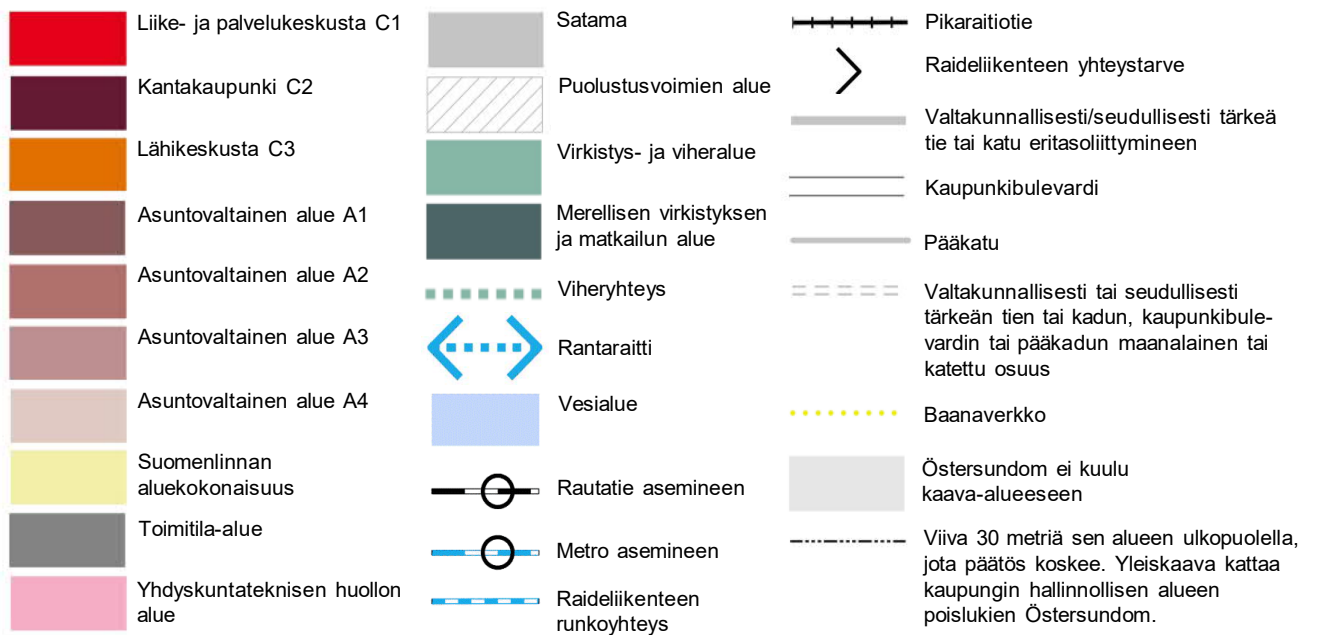 Liike- ja palvelukeskusta C1
Kantakaupunki C2
Lähikeskusta C3
Asuntovaltainen alue A1
Asuntovaltainen alue A2
Asuntovaltainen alue A3
Asuntovaltainen alue A4
Suomenlinnan
aluekokonaisuus
Toimitila-alue
Yhdyskuntateknisen huollon
alue
Satama
Puolustusvoimien alue
Virkistys- ja viheralue
Merellisen virkistyksen
ja matkailun alue
Viheryhteys
Rantaraitti
Vesialue
Rautatie asemineen
Metro asemineen
Raideliikenteen
runkoyhteys
Pikaraitiotie
Raideliikenteen yhteystarve
Valtakunnallisesti/seudullisesti tärkeä
tie tai katu eritasoliittymineen
Kaupunkibulevardi
Pääkatu
Valtakunnallisesti tai seudullisesti
tärkeän tien tai kadun, kaupunkibule-
vardin tai pääkadun maanalainen tai
katettu osuus
Baanaverkko
Östersundom ei kuulu
kaava-alueeseen
Viiva 30 metriä sen alueen ulkopuolella,
jota päätös koskee. Yleiskaava kattaa
kaupungin hallinnollisen alueen
poislukien Östersundom.